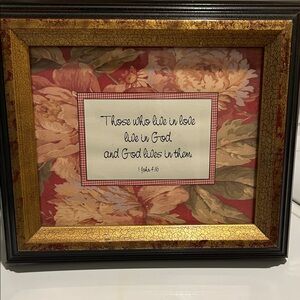 Those who live in love
live in God
and God lives in them
1 John 4:16